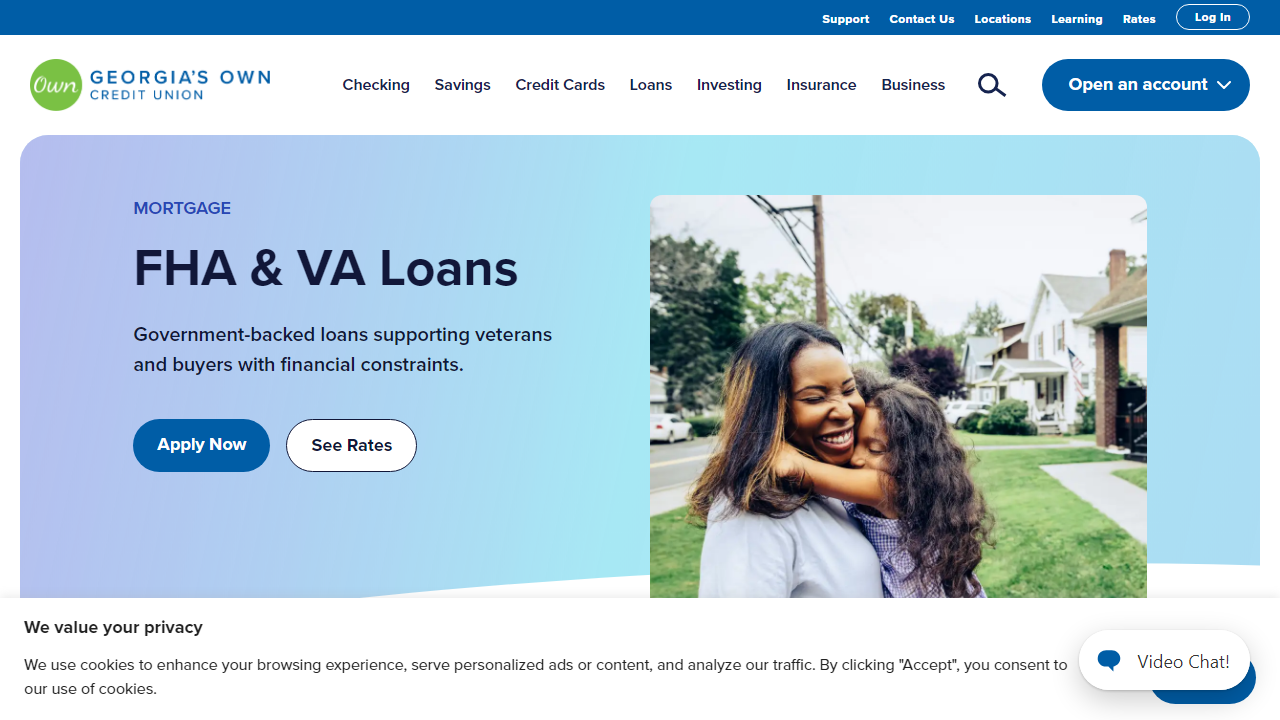 Support Contact Us Locations Learning Rates Log In
Own GEORGIA'S OWN
CREDIT UNION
Checking Savings Credit Cards Loans Investing Insurance Business Open an account
MORTGAGE
FHA & VA Loans
Government-backed loans supporting veterans
and buyers with financial constraints.
Apply Now See Rates
We value your privacy
We use cookies to enhance your browsing experience, serve personalized ads or content, and analyze our traffic. By clicking "Accept", you consent to
our use of cookies.
Video Chat!